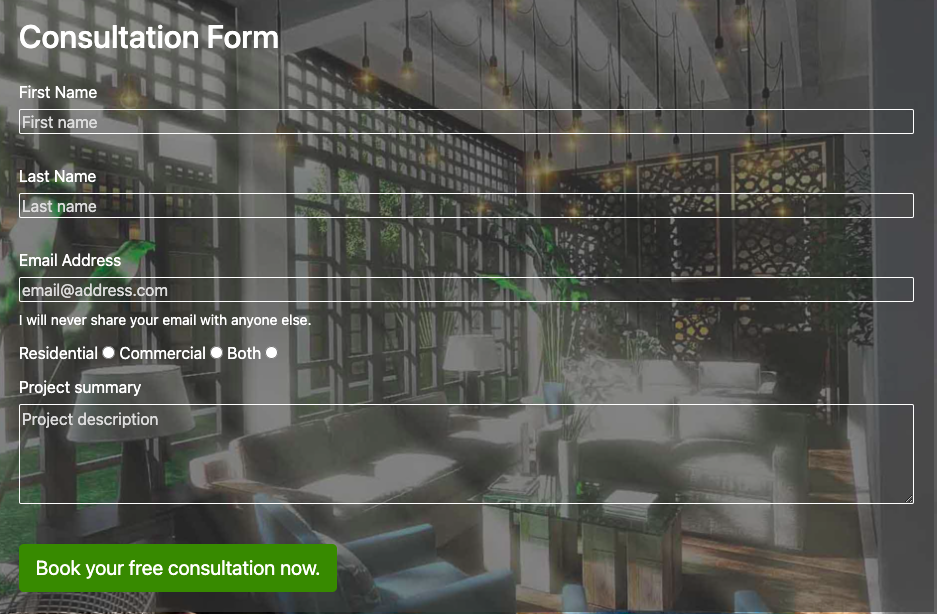 Consultation Form
First Name
First name
Last Name
Last name
Email Address
email@address.com
I will never share your email with anyone else.
Residential Commercial Both
Project summary
Project description
Book your free consultation now.